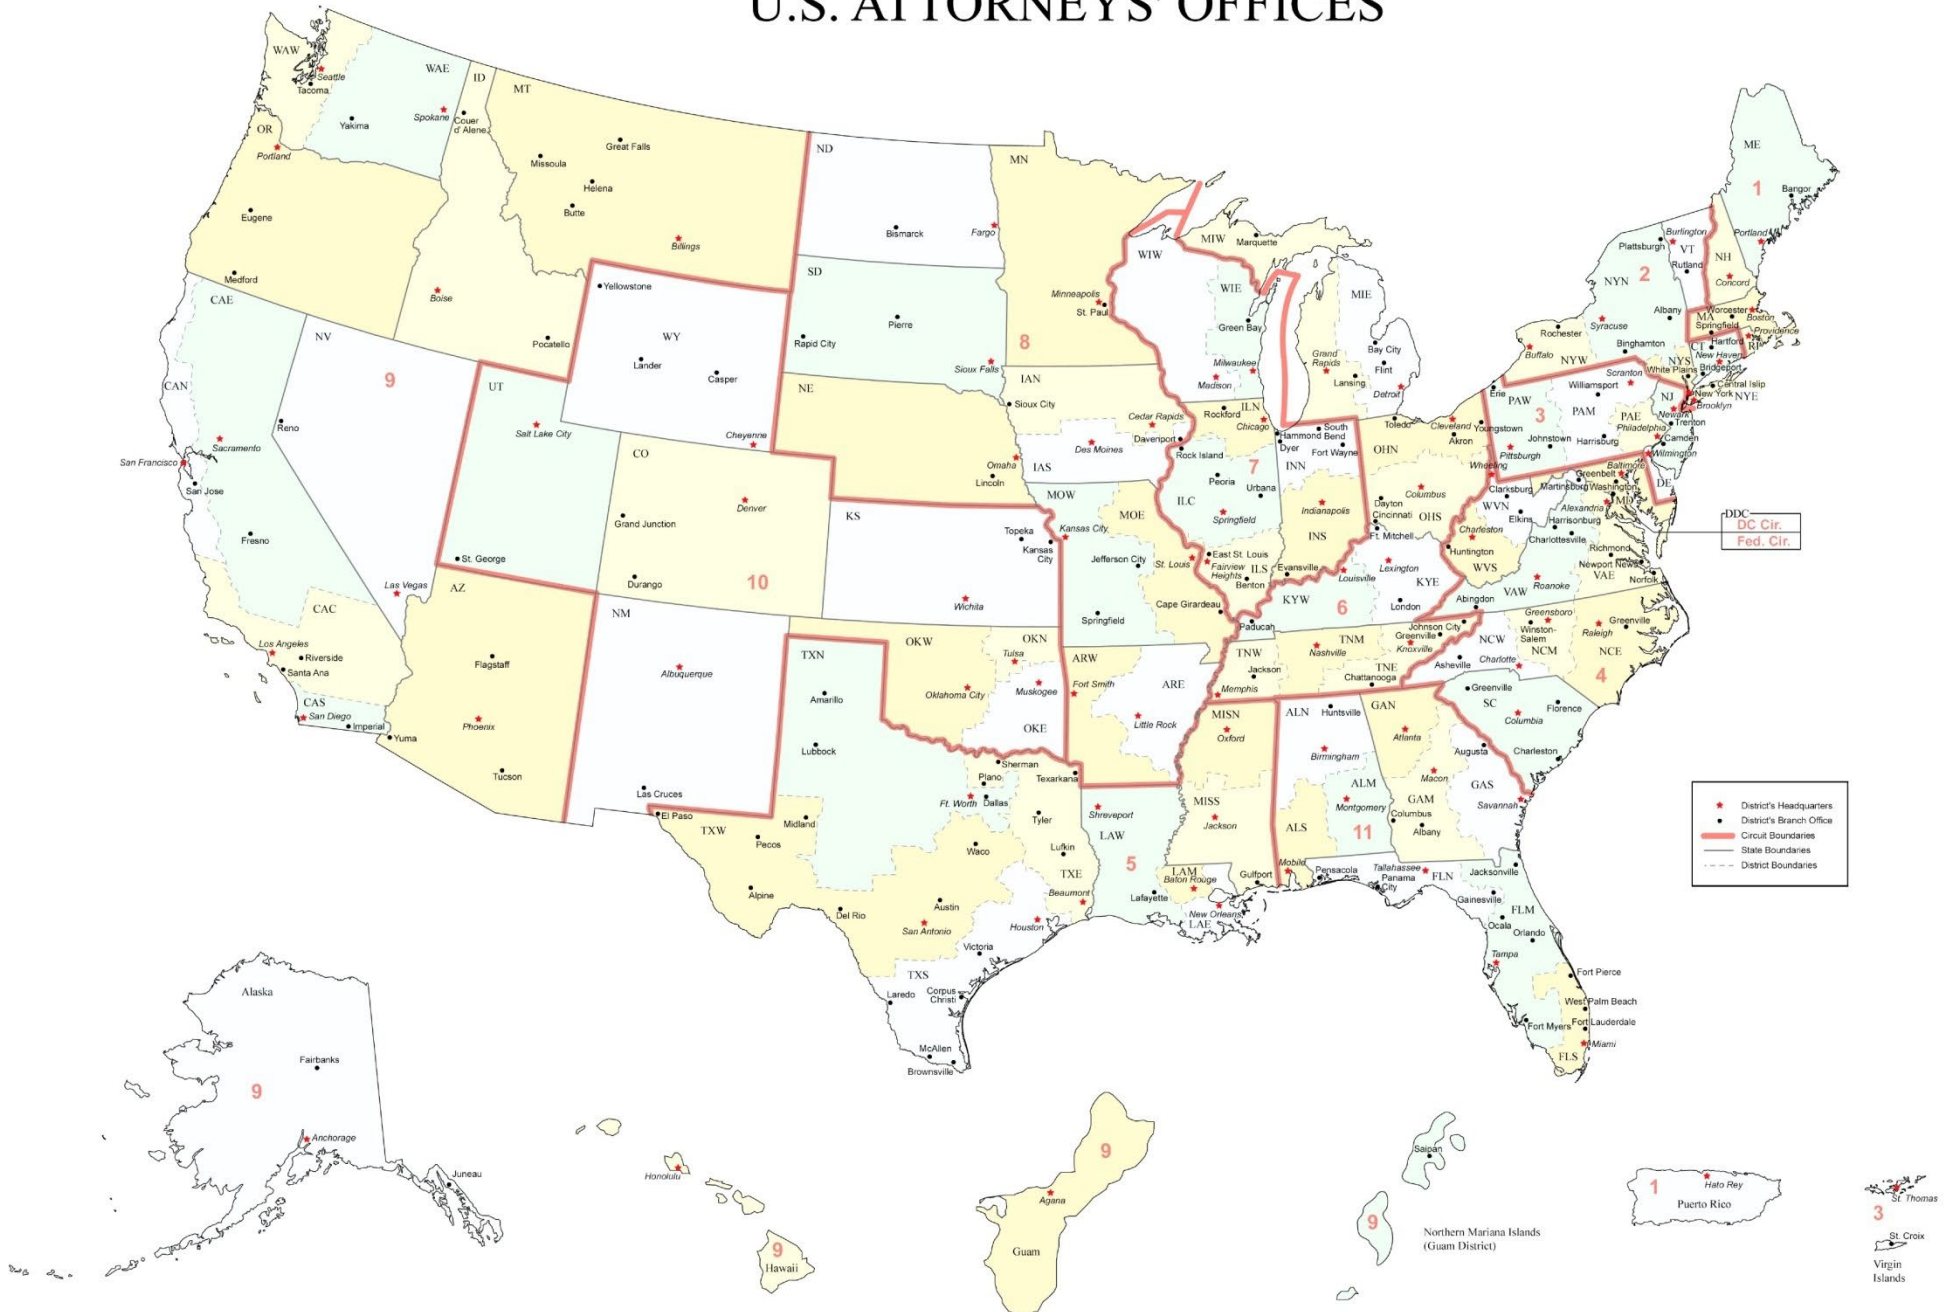 U.S. ATTORNEYS' OFFICES
WAW
Seattle
Tacoma
WAE
Spokane
Yakima
ID
Couer
d' Alene
Boise
Pocatello
OR
Portland
Eugene
Medford
MT
Great Falls
Missoula
Helena
Butte
Billings
CAE
Sacramento
Fresno
CAN
San Francisco
San Jose
CAC
Los Angeles
Riverside
Santa Ana
CAS
San Diego
Imperial
NV
9
Reno
Las Vegas
AZ
Flagstaff
Phoenix
Yuma
Tucson
UT
Salt Lake City
St. George
WY
Yellowstone
Lander
Casper
Cheyenne
CO
Denver
Grand Junction
Durango
10
NM
Albuquerque
Las Cruces
KS
Topeka
Kansas
City
Wichita
OKW
Oklahoma City
OKN
Tulsa
Muskogee
OKE
ND
Bismarck
Fargo
SD
Pierre
Rapid City
Sioux Falls
NE
Omaha
Lincoln
MN
Minneapolis
St. Paul
8
IAN
Sioux City
Cedar Rapids
IAS
Des Moines
Davenport
MOW
Kansas City
Jefferson City
Springfield
MOE
St. Louis
Cape Girardeau
ARW
Fort Smith
ARE
Little Rock
TXN
Amarillo
Lubbock
Ft. Worth
Dallas
TXW
El Paso
Midland
Pecos
Alpine
Del Rio
Waco
Austin
San Antonio
TXE
Sherman
Plano
Texarkana
Tyler
Lufkin
Beaumont
TXS
Houston
Victoria
Laredo
Corpus
Christi
McAllen
Brownsville
LAW
Shreveport
Lafayette
5
LAM
Baton Rouge
New Orleans
LAE
MISN
Oxford
MISS
Jackson
Gulfport
WIW
Madison
WIE
Green Bay
Milwaukee
ILN
Rockford
Chicago
Rock Island
7
Peoria
Urbana
ILC
Springfield
East St. Louis
Fairview
Heights
ILS
Benton
INN
Hammond
Dyer
South
Bend
Fort Wayne
Indianapolis
INS
Evansville
MIW
Marquette
Grand
Rapids
Lansing
MIE
Bay City
Flint
Detroit
OHN
Toledo
Cleveland
Akron
Youngstown
OHS
Columbus
Dayton
Cincinnati
KYW
Louisville
Paducah
6
KYE
Ft. Mitchell
Lexington
London
TNW
Jackson
Memphis
TNM
Nashville
TNE
Johnson City
Greenville
Knoxville
Chattanooga
ALN
Huntsville
Birmingham
ALM
Montgomery
11
ALS
Mobile
GAN
Atlanta
GAM
Macon
Columbus
Albany
GAS
Augusta
Savannah
FLN
Pensacola
Tallahassee
Panama
City
Gainesville
FLM
Jacksonville
Ocala
Orlando
Tampa
Fort Myers
FLS
Fort Pierce
West Palm Beach
Fort Lauderdale
Miami
SC
Greenville
Columbia
Florence
Charleston
NCW
Asheville
Charlotte
NCM
Greensboro
Winston-
Salem
NCE
Raleigh
Greenville
4
VAW
Harrisonburg
Charlottesville
Roanoke
Abingdon
VAE
Alexandria
Richmond
Newport News
Norfolk
WVN
Wheeling
Clarksburg
Martinsburg
Elkins
WVS
Charleston
Huntington
MD
Baltimore
Greenbelt
Washington
DDC
DC Cir.
Fed. Cir.
DE
Wilmington
PAW
Erie
Johnstown
Pittsburgh
3
PAM
Williamsport
Scranton
Harrisburg
PAE
Philadelphia
NJ
Newark
Trenton
Camden
NYW
Rochester
Buffalo
NYN
2
Plattsburgh
Syracuse
Albany
Binghamton
NYS
White Plains
New York
NYE
Central Islip
Brooklyn
CT
Hartford
New Haven
Bridgeport
RI
Providence
MA
Worcester
Boston
Springfield
VT
Burlington
Rutland
NH
Concord
ME
1
Bangor
Portland
District's Headquarters
District's Branch Office
Circuit Boundaries
State Boundaries
District Boundaries
Alaska
Fairbanks
9
Anchorage
Juneau
Honolulu
9
Hawaii
9
Agana
Guam
Saipan
9
Northern Mariana Islands
(Guam District)
1
Hato Rey
Puerto Rico
St. Thomas
3
St. Croix
Virgin
Islands